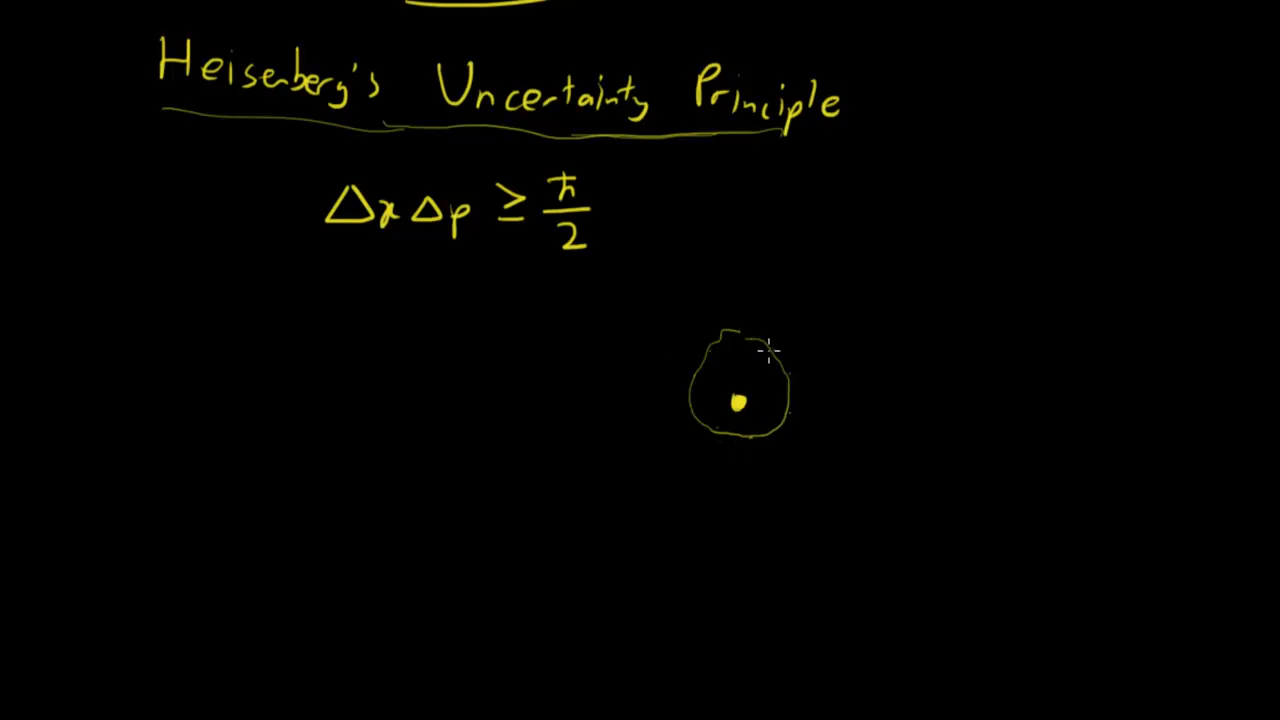 Heisenberg's Uncertainty Principle
Δx Δp ≥ ħ/2